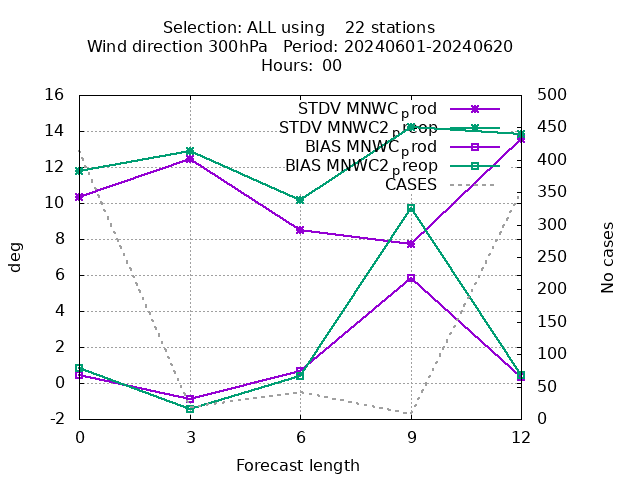 Selection: ALL using 22 stations
Wind direction 300hPa Period: 20240601-20240620
Hours: 00
16
14
12
10
8
6
4
2
0
-2
500
450
400
350
300
250
200
150
100
50
0
deg
No cases
STDV MNWC_prod
STDV MNWC2_preop
BIAS MNWC_prod
BIAS MNWC2_preop
CASES
0 3 6 9 12
Forecast length